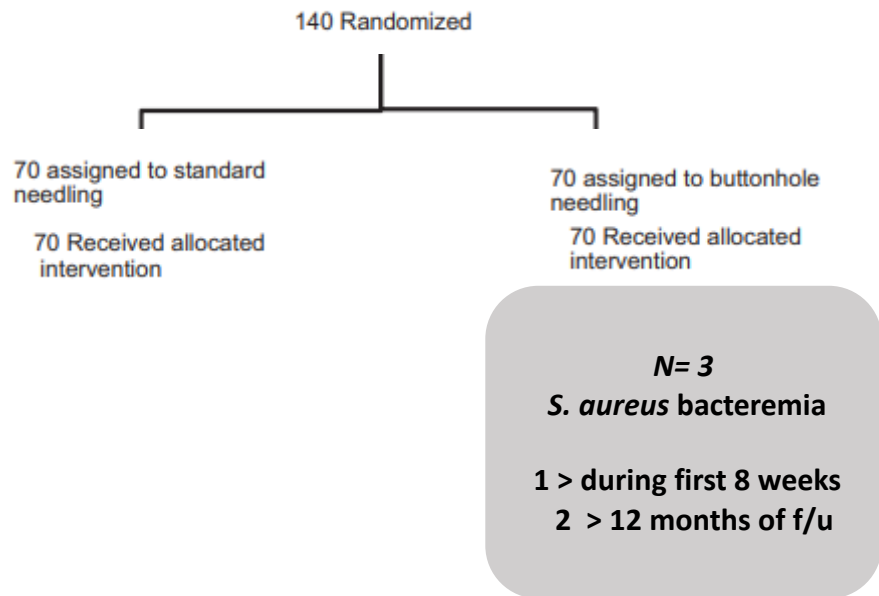 140 Randomized
70 assigned to standard
needling
70 Received allocated
intervention
70 assigned to buttonhole
needling
70 Received allocated
intervention
N= 3
S. aureus bacteremia
1 > during first 8 weeks
2 > 12 months of f/u